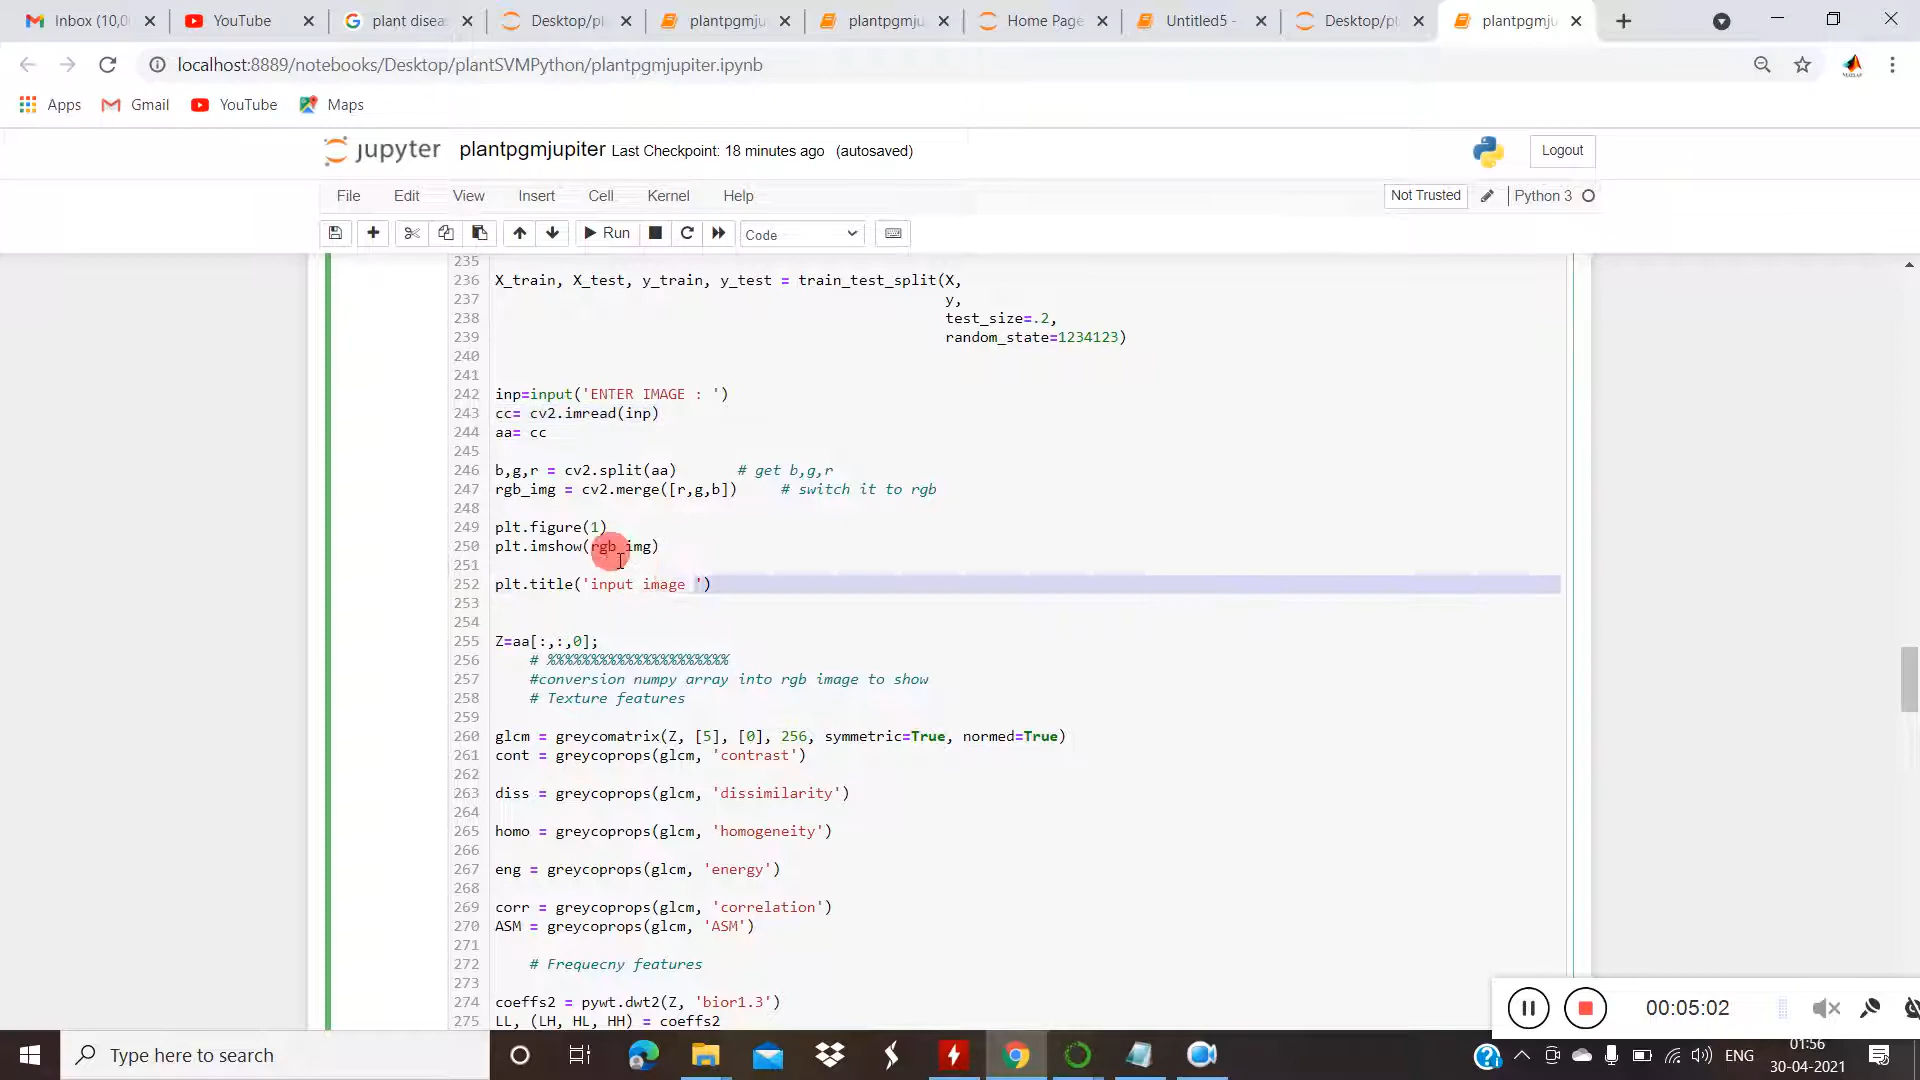 Inbox (10,0
YouTube
plant diseas
Desktop/pl
plantpgmju
plantpgmju
Home Page
Untitled5 -
Desktop/pl
plantpgmju
localhost:8889/notebooks/Desktop/plantSVMPython/plantpgmjupiter.ipynb
Apps
Gmail
YouTube
Maps
jupyter plantpgmjupiter Last Checkpoint: 18 minutes ago (autosaved)
Logout
File Edit View Insert Cell Kernel Help
Not Trusted
Python 3
Run
Code
235
236 X_train, X_test, y_train, y_test = train_test_split(X,
237 y,
238 test_size=.2,
239 random_state=1234123)
240
241
242 inp=input('ENTER IMAGE : ')
243 cc= cv2.imread(inp)
244 aa= cc
245
246 b,g,r = cv2.split(aa) # get b,g,r
247 rgb_img = cv2.merge([r,g,b]) # switch it to rgb
248
249 plt.figure(1)
250 plt.imshow(rgb_img)
251
252 plt.title('input image ')
253
254
255 Z=aa[:,:,0];
256 # %%%%%%%%%%%%%%%%%%%%%
257 #conversion numpy array into rgb image to show
258 # Texture features
259
260 glcm = greycomatrix(Z, [5], [0], 256, symmetric=True, normed=True)
261 cont = greycoprops(glcm, 'contrast')
262
263 diss = greycoprops(glcm, 'dissimilarity')
264
265 homo = greycoprops(glcm, 'homogeneity')
266
267 eng = greycoprops(glcm, 'energy')
268
269 corr = greycoprops(glcm, 'correlation')
270 ASM = greycoprops(glcm, 'ASM')
271
272 # Frequecny features
273
274 coeffs2 = pywt.dwt2(Z, 'bior1.3')
275 LL, (LH, HL, HH) = coeffs2
00:05:02
Type here to search
ENG
01:56
30-04-2021